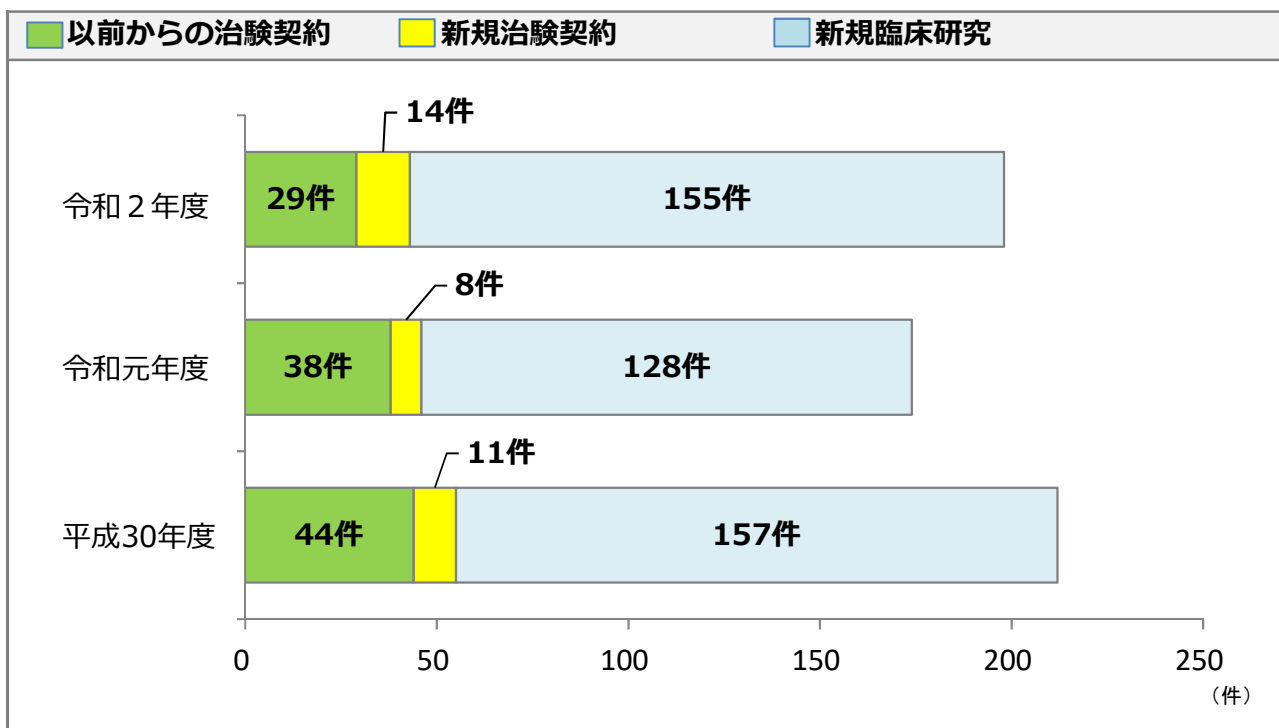 以前からの治験契約 新規治験契約 新規臨床研究
14件
令和２年度 29件 155件
8件
令和元年度 38件 128件
11件
平成30年度 44件 157件
0 50 100 150 200 250
（件）